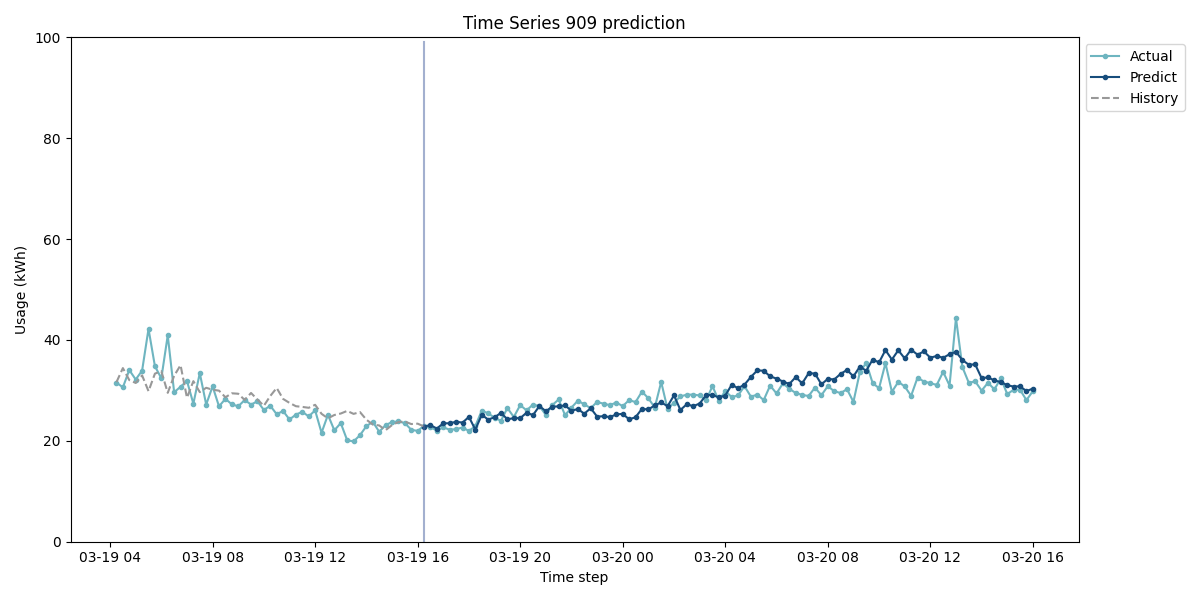 Time Series 909 prediction
100
80
60
40
20
0
Usage (kWh)
03-19 04 03-19 08 03-19 12 03-19 16 03-19 20 03-20 00 03-20 04 03-20 08 03-20 12 03-20 16
Time step
Actual
Predict
History